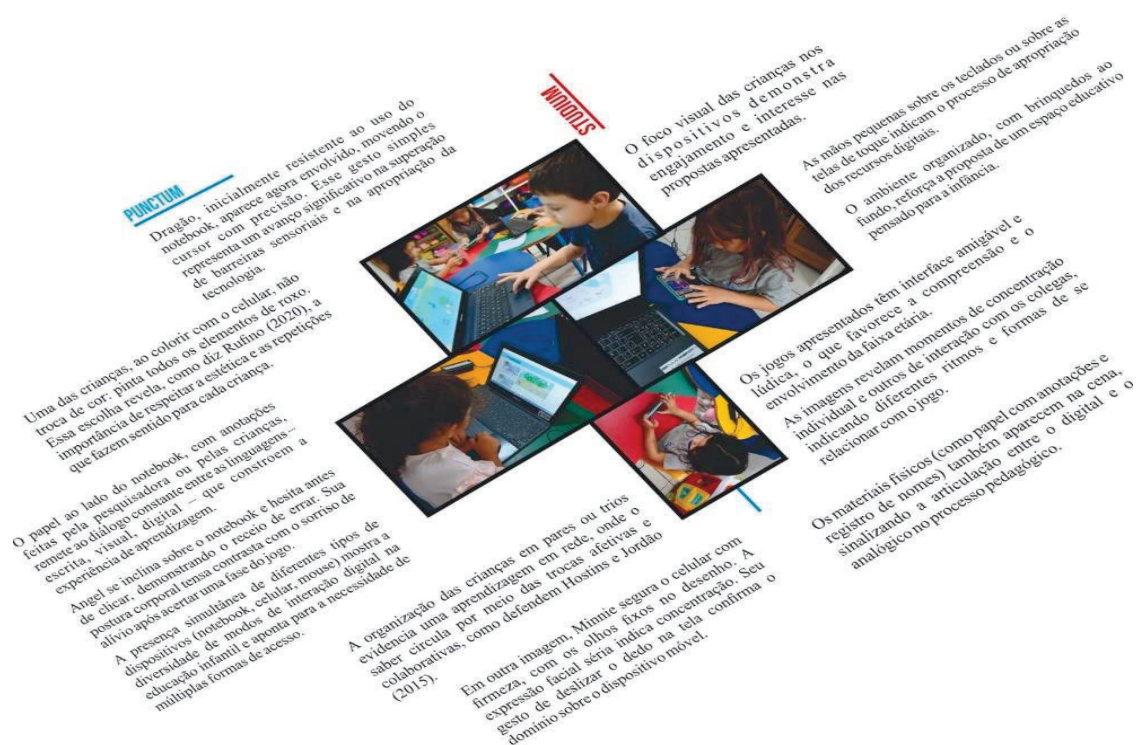 PUNCTUM
Dragão, inicialmente resistente ao uso do
notebook, aparece agora envolvido, movendo o
cursor com precisão. Esse gesto simples
representa um avanço significativo na superação
de barreiras sensoriais e na apropriação da
tecnologia.
Uma das crianças, ao colorir com o celular, não
troca de cor: pinta todos os elementos de roxo.
Essa escolha revela, como diz Rufino (2020), a
importância de respeitar a estética e as repetições
que fazem sentido para cada criança.
O papel ao lado do notebook, com anotações
feitas pela pesquisadora ou pelas crianças,
remete ao diálogo constante entre as linguagens –
escrita, visual, digital – que constroem a
experiência de aprendizagem.
Angel se inclina sobre o notebook e hesita antes
de clicar, demonstrando o receio de errar. Sua
postura corporal tensa contrasta com o sorriso de
alívio após acertar uma fase do jogo.
A presença simultânea de diferentes tipos de
dispositivos (notebook, celular, mouse) mostra a
diversidade de modos de interação digital na
educação infantil e aponta para a necessidade de
múltiplas formas de acesso.
STUDIUM
O foco visual das crianças nos
dispositivos demonstra
engajamento e interesse nas
propostas apresentadas.
As mãos pequenas sobre os teclados ou sobre as
telas de toque indicam o processo de apropriação
dos recursos digitais.
O ambiente organizado, com brinquedos ao
fundo, reforça a proposta de um espaço educativo
pensado para a infância.
Os jogos apresentados têm interface amigável e
lúdica, o que favorece a compreensão e o
envolvimento da faixa etária.
As imagens revelam momentos de concentração
individual e outros de interação com os colegas,
indicando diferentes ritmos e formas de se
relacionar com o jogo.
Os materiais físicos (como papel com anotações e
registro de nomes) também aparecem na cena,
sinalizando a articulação entre o digital e o
analógico no processo pedagógico.
A organização das crianças em pares ou trios
evidencia uma aprendizagem em rede, onde o
saber circula por meio das trocas afetivas e
colaborativas, como defendem Hostins e Jordão
(2015).
Em outra imagem, Minnie segura o celular com
firmeza, com os olhos fixos no desenho. A
expressão facial séria indica concentração. Seu
gesto de deslizar o dedo na tela confirma o
domínio sobre o dispositivo móvel.